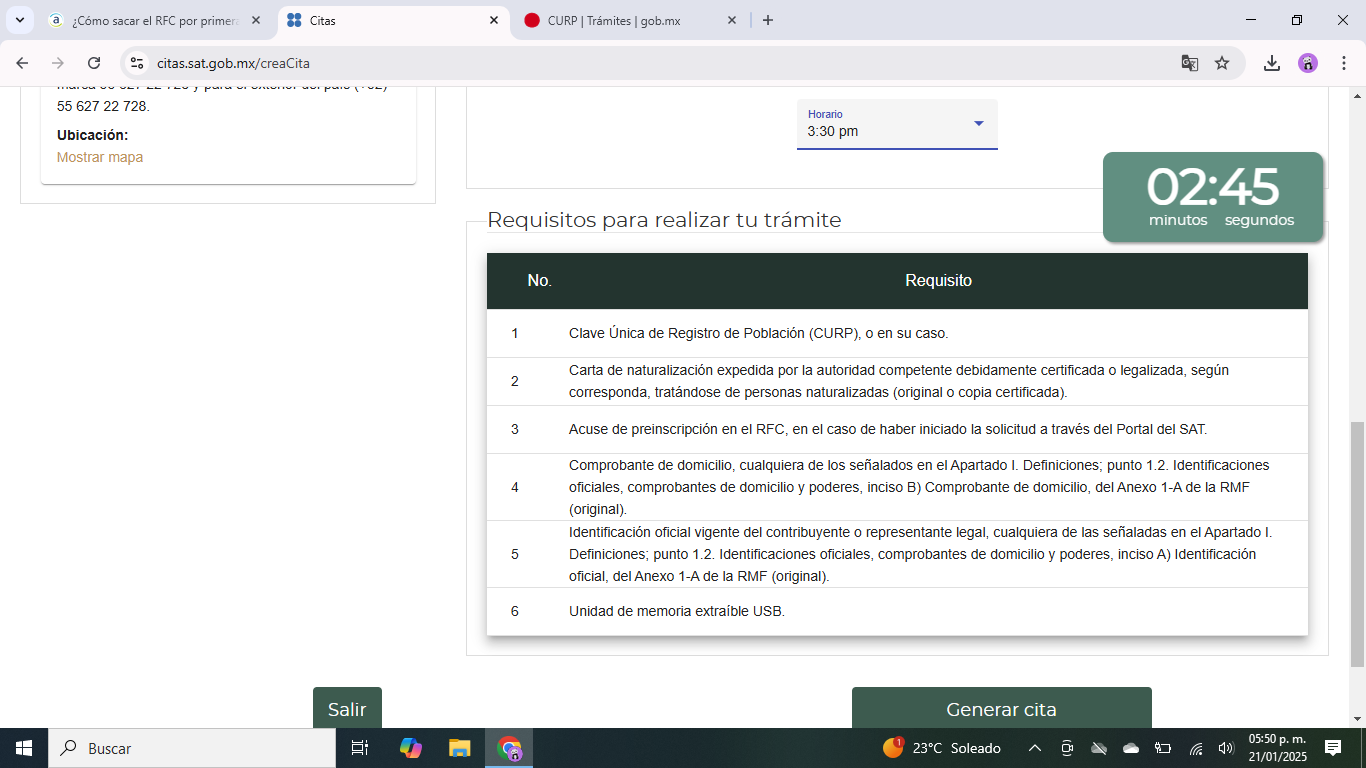 ¿Cómo sacar el RFC por primera
Citas
CURP | Trámites | gob.mx
citas.sat.gob.mx/creaCita
55 627 22 728.
Ubicación:
Mostrar mapa
Horario
3:30 pm
02:45
minutos segundos
Requisitos para realizar tu trámite
No. Requisito
1 Clave Única de Registro de Población (CURP), o en su caso.
2 Carta de naturalización expedida por la autoridad competente debidamente certificada o legalizada, según
corresponda, tratándose de personas naturalizadas (original o copia certificada).
3 Acuse de preinscripción en el RFC, en el caso de haber iniciado la solicitud a través del Portal del SAT.
4 Comprobante de domicilio, cualquiera de los señalados en el Apartado I. Definiciones; punto 1.2. Identificaciones
oficiales, comprobantes de domicilio y poderes, inciso B) Comprobante de domicilio, del Anexo 1-A de la RMF
(original).
5 Identificación oficial vigente del contribuyente o representante legal, cualquiera de las señaladas en el Apartado I.
Definiciones; punto 1.2. Identificaciones oficiales, comprobantes de domicilio y poderes, inciso A) Identificación
oficial, del Anexo 1-A de la RMF (original).
6 Unidad de memoria extraíble USB.
Salir
Generar cita
Buscar
1
23°C Soleado
05:50 p. m.
21/01/2025